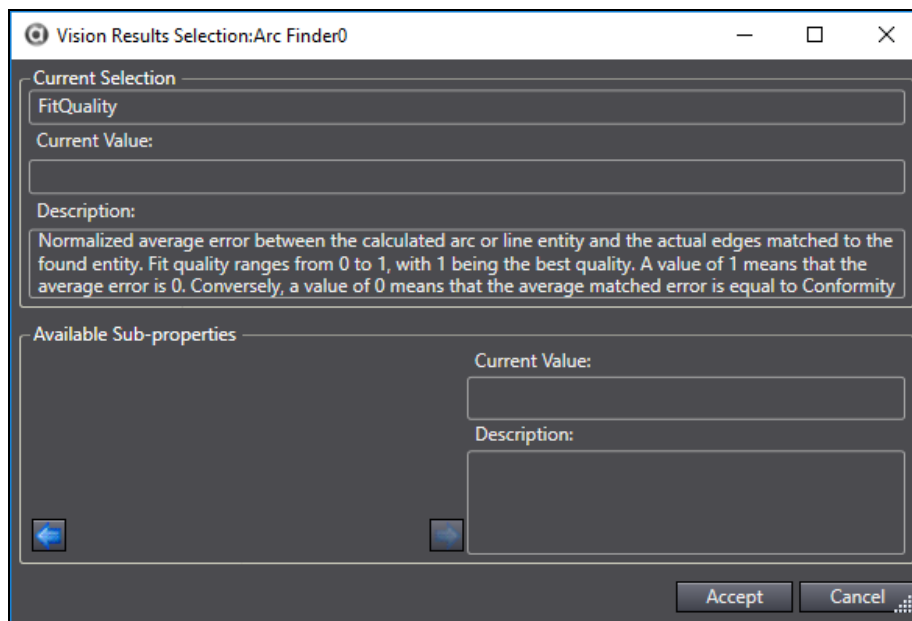 Vision Results Selection:Arc Finder0
Current Selection
FitQuality
Current Value:
Description:
Normalized average error between the calculated arc or line entity and the actual edges matched to the
found entity. Fit quality ranges from 0 to 1, with 1 being the best quality. A value of 1 means that the
average error is 0. Conversely, a value of 0 means that the average matched error is equal to Conformity
Available Sub-properties
Current Value:
Description:
Accept
Cancel